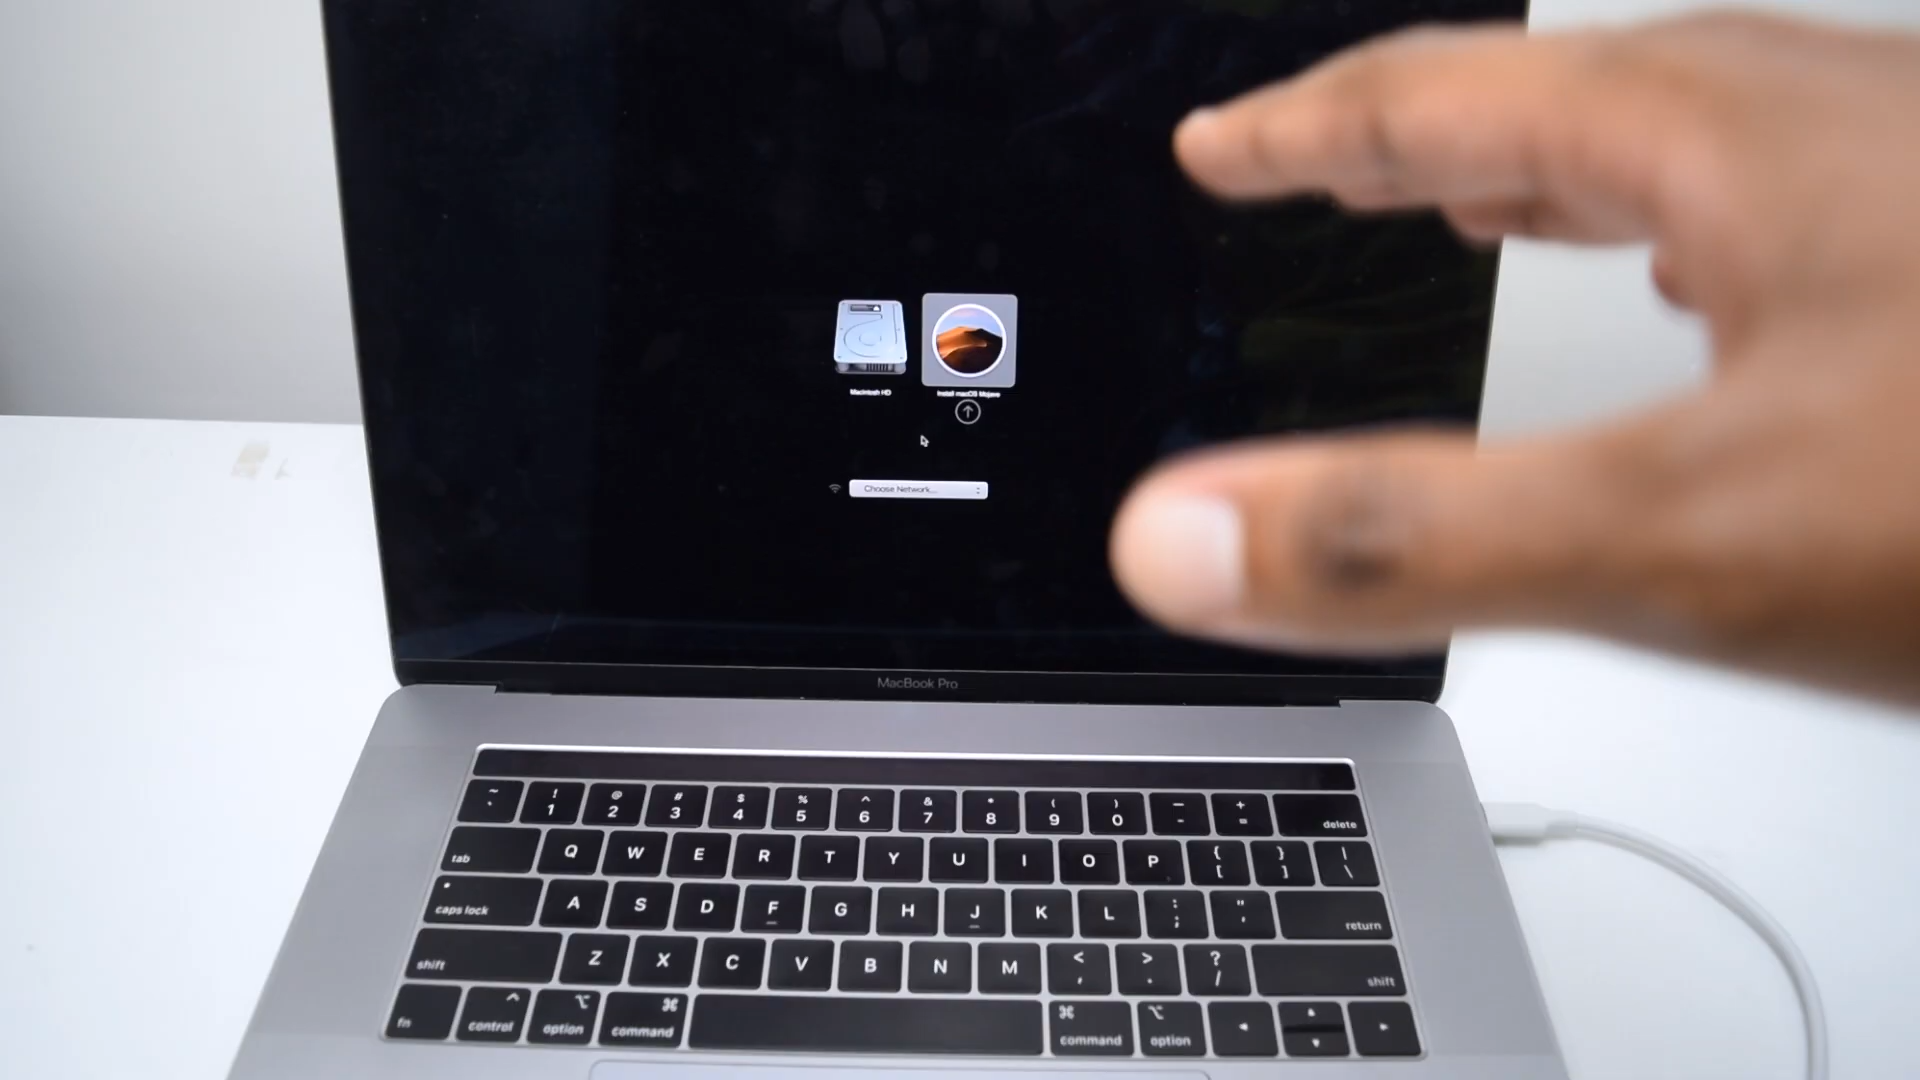 Macintosh HD
Install macOS Mojave
Choose Network...
MacBook Pro
~ ! @ # $ % ^ & * ( ) — +
` 1 2 3 4 5 6 7 8 9 0 - = delete
tab Q W E R T Y U I O P { [ } ] | \
caps lock A S D F G H J K L : ; " ' return
shift Z X C V B N M < , > . ? / shift
fn ^ control ⌥ option ⌘ command ⌘ command ⌥ option ◀ ▲ ▼ ▶